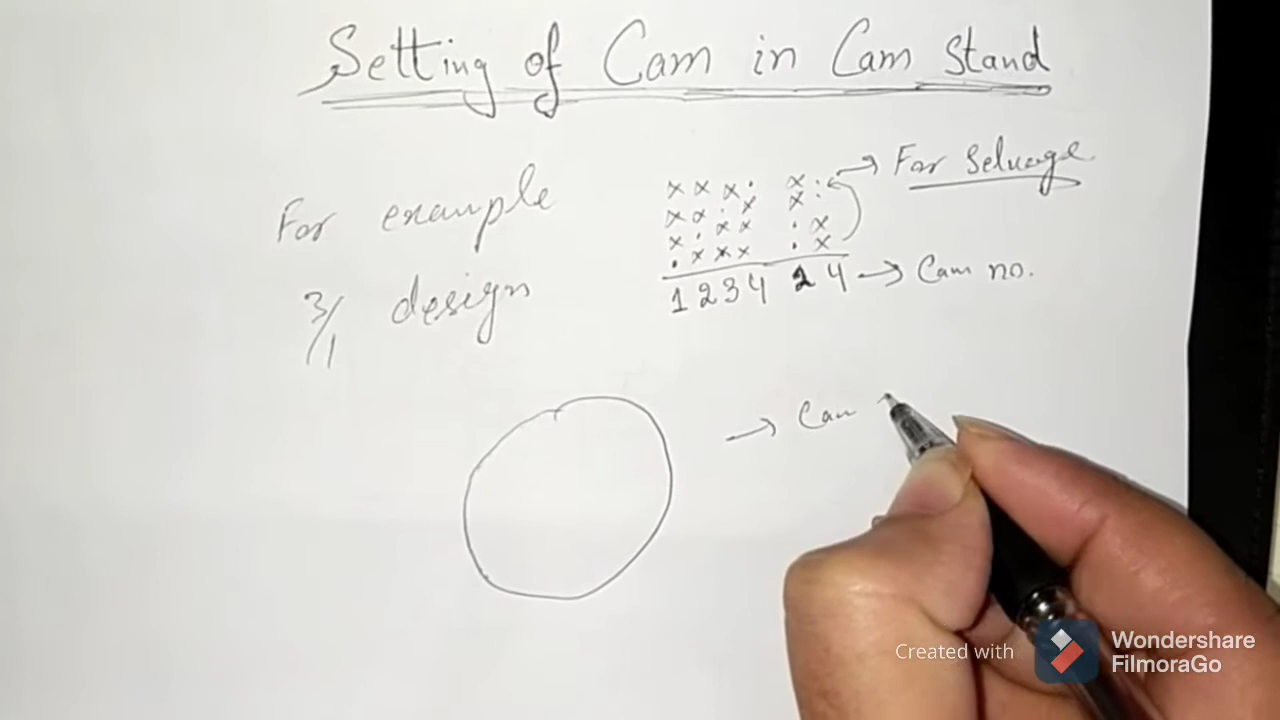 Setting of Cam in Cam Stand
For example
3/1 design
x x x . x . → For Selvage
x x . x x .
x . x x . x
. x x x . x
1 2 3 4 2 4 → Cam no.
→ Cam
Created with
Wondershare
FilmoraGo